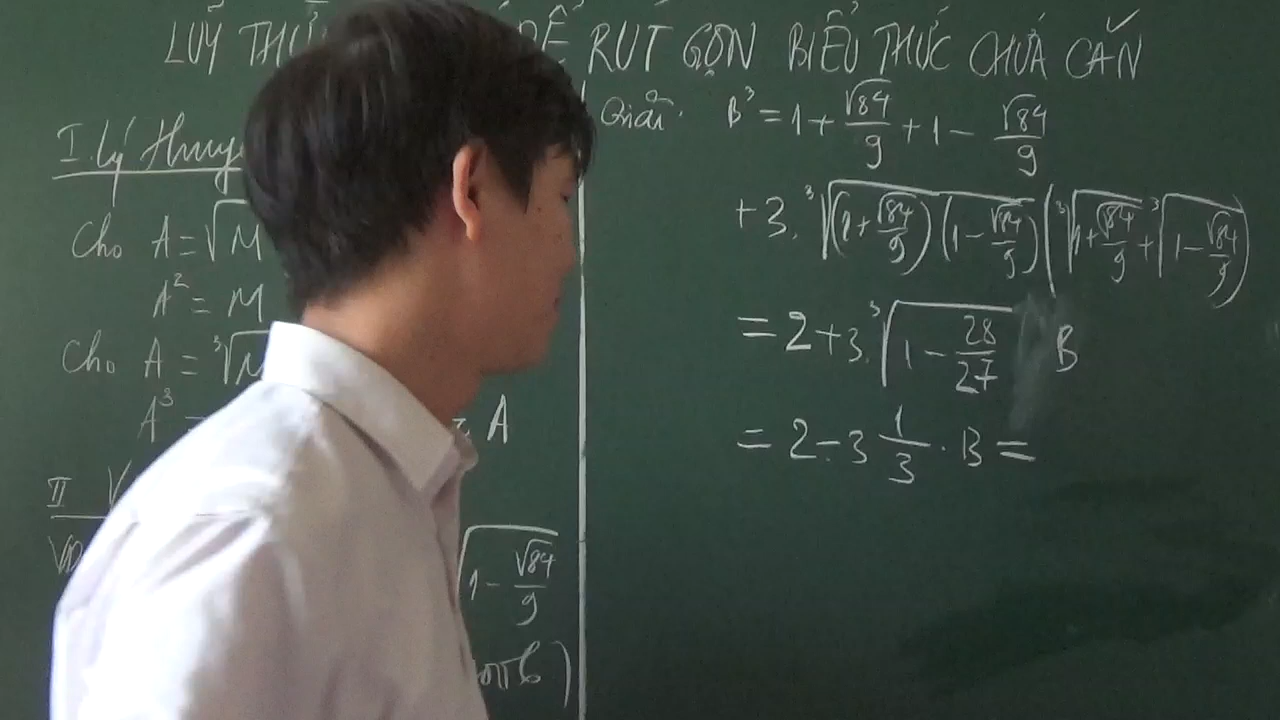 LUỸ THỪ ĐỂ RÚT GỌN BIỂU THỨC CHỨA CĂN
I. Lý thuyế
Cho A = √M
A² = M
Cho A = ³√M
A³ = A
II V
VD
√(1 - √84/9)
)
Giải: B³ = 1 + √84/9 + 1 - √84/9
+ 3. ³√((1 + √84/9)(1 - √84/9)) (³√(1 + √84/9) + ³√(1 - √84/9))
= 2 + 3. ³√(1 - 28/27) B
= 2 - 3 1/3 . B =